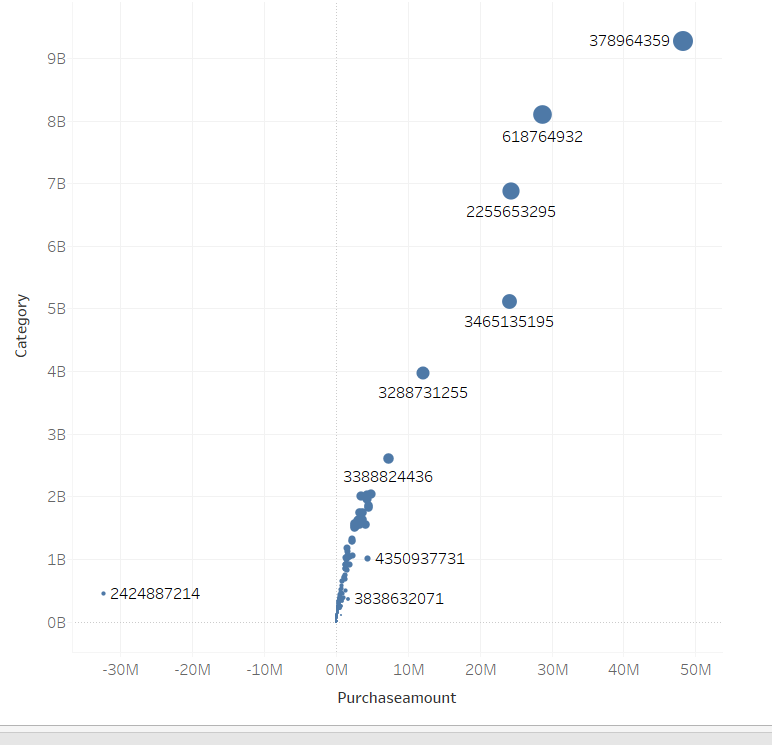 378964359
9B
8B
618764932
7B
2255653295
6B
5B
3465135195
4B
3288731255
3B
3388824436
2B
1B
4350937731
2424887214
3838632071
0B
Category
-30M -20M -10M 0M 10M 20M 30M 40M 50M
Purchaseamount